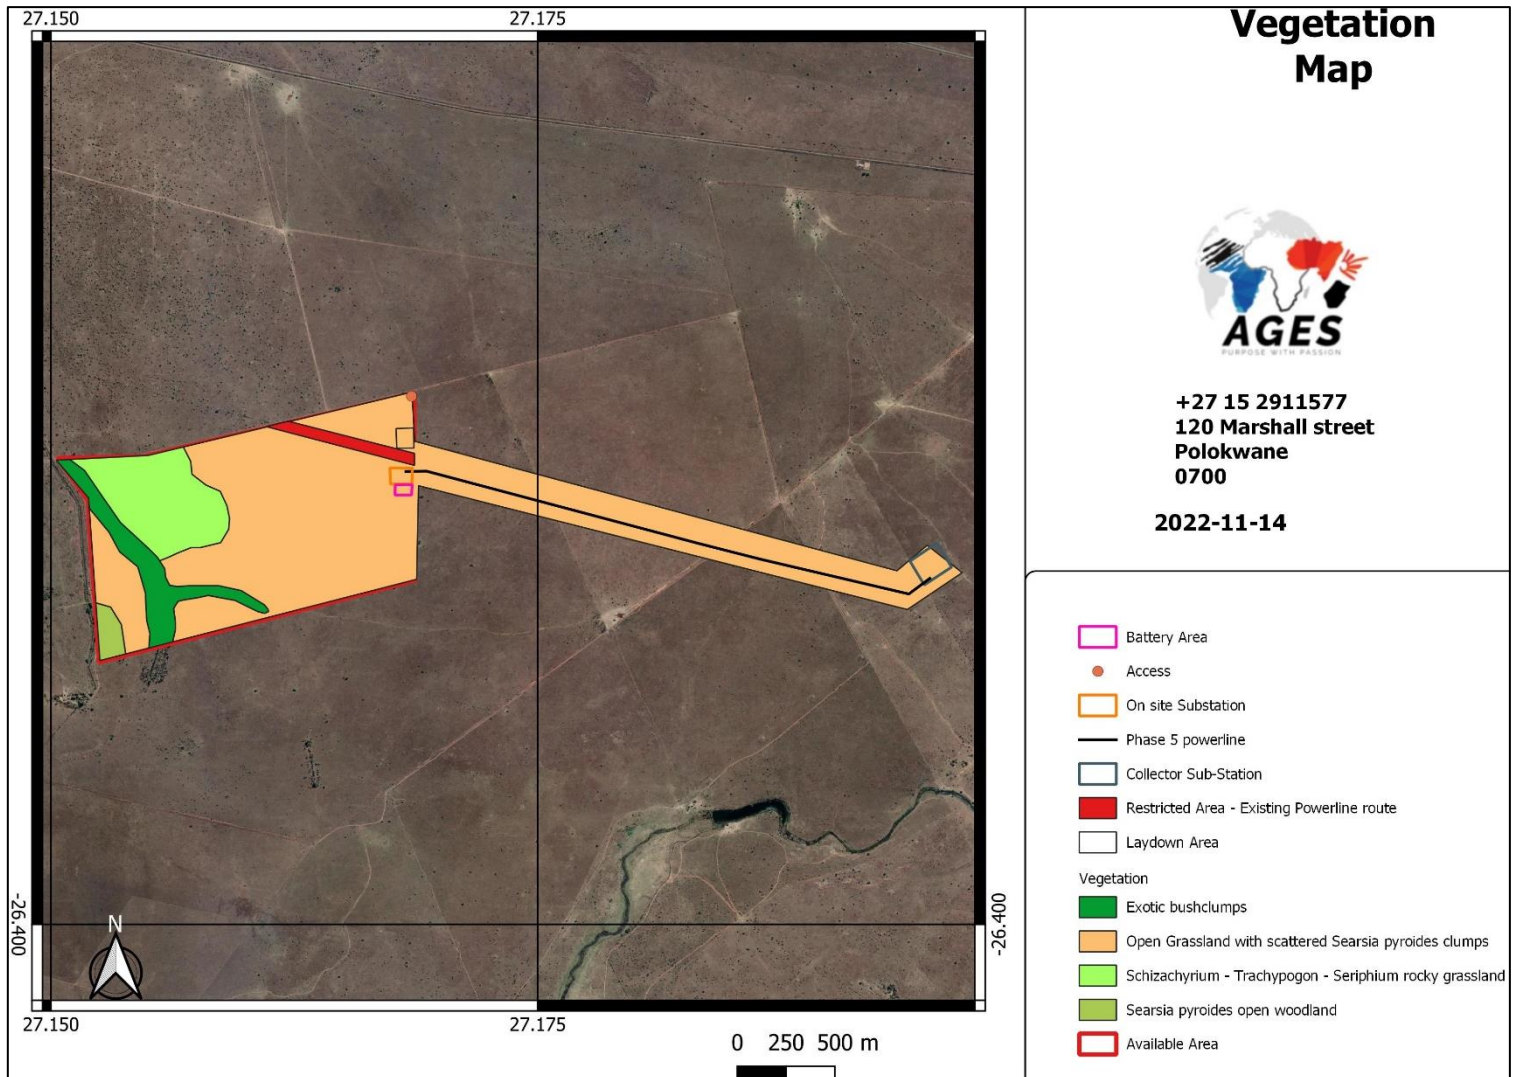 27.150
27.175
Vegetation
Map
AGES
PURPOSE WITH PASSION
+27 15 2911577
120 Marshall street
Polokwane
0700
2022-11-14
Battery Area
Access
On site Substation
Phase 5 powerline
Collector Sub-Station
Restricted Area - Existing Powerline route
Laydown Area
Vegetation
Exotic bushclumps
Open Grassland with scattered Searsia pyroides clumps
Schizachyrium - Trachypogon - Seriphium rocky grassland
Searsia pyroides open woodland
Available Area
-26.400
-26.400
N
27.150
27.175
0 250 500 m